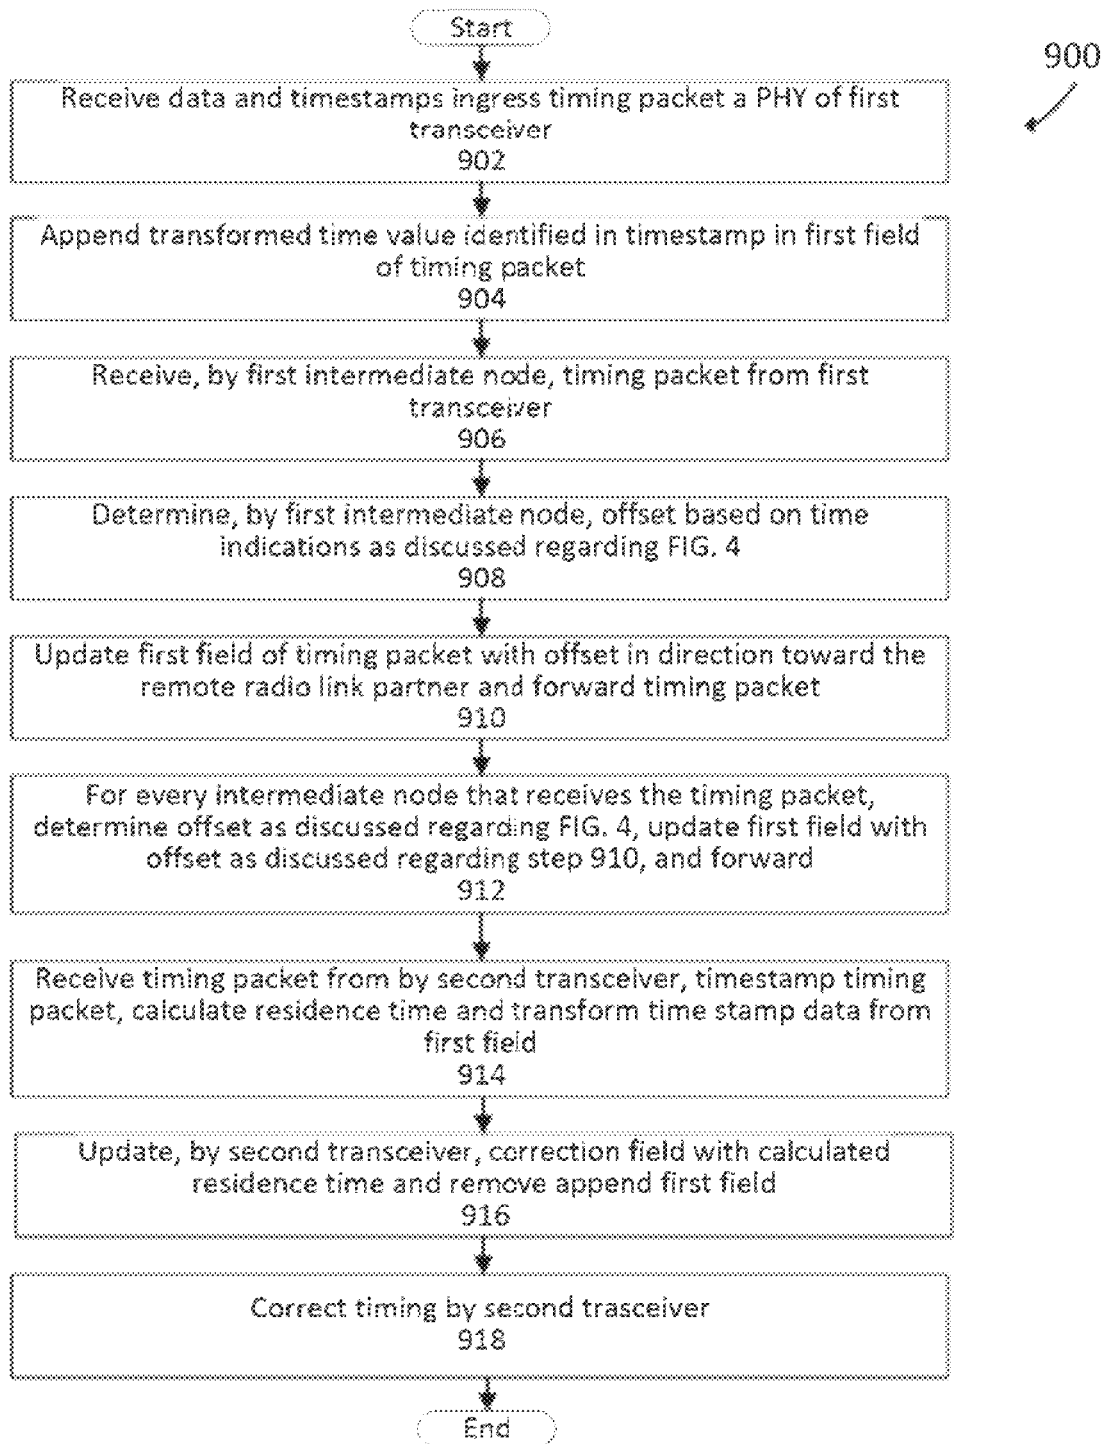 Start
900
Receive data and timestamps ingress timing packet a PHY of first
transceiver
902
Append transformed time value identified in timestamp in first field
of timing packet
904
Receive, by first intermediate node, timing packet from first
transceiver
906
Determine, by first intermediate node, offset based on time
indications as discussed regarding FIG. 4
908
Update first field of timing packet with offset in direction toward the
remote radio link partner and forward timing packet
910
For every intermediate node that receives the timing packet,
determine offset as discussed regarding FIG. 4, update first field with
offset as discussed regarding step 910, and forward
912
Receive timing packet from by second transceiver, timestamp timing
packet, calculate residence time and transform time stamp data from
first field
914
Update, by second transceiver, correction field with calculated
residence time and remove append first field
916
Correct timing by second trasceiver
918
End